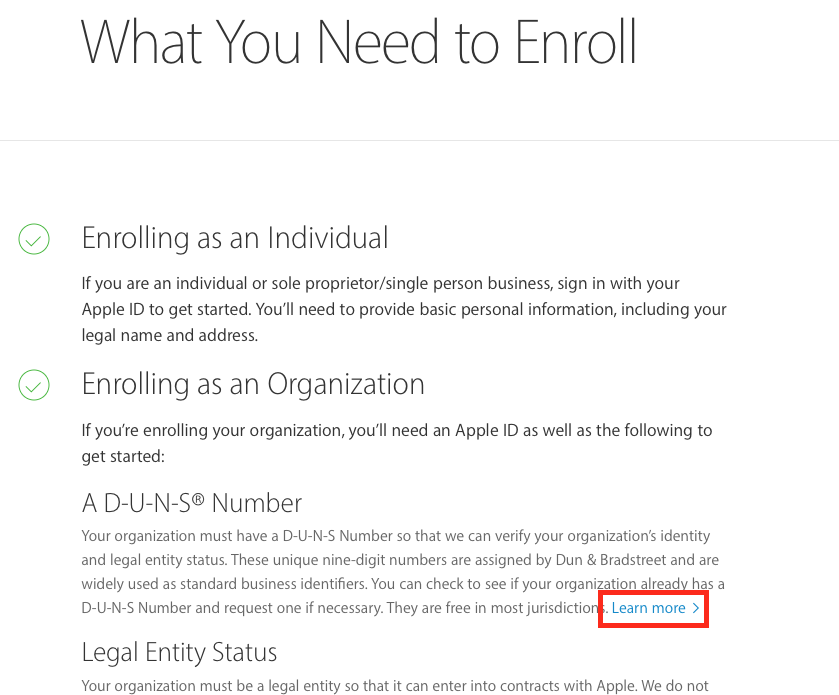 What You Need to Enroll
Enrolling as an Individual
If you are an individual or sole proprietor/single person business, sign in with your
Apple ID to get started. You’ll need to provide basic personal information, including your
legal name and address.
Enrolling as an Organization
If you’re enrolling your organization, you’ll need an Apple ID as well as the following to
get started:
A D-U-N-S® Number
Your organization must have a D-U-N-S Number so that we can verify your organization’s identity
and legal entity status. These unique nine-digit numbers are assigned by Dun & Bradstreet and are
widely used as standard business identifiers. You can check to see if your organization already has a
D-U-N-S Number and request one if necessary. They are free in most jurisdictions. Learn more >
Legal Entity Status
Your organization must be a legal entity so that it can enter into contracts with Apple. We do not